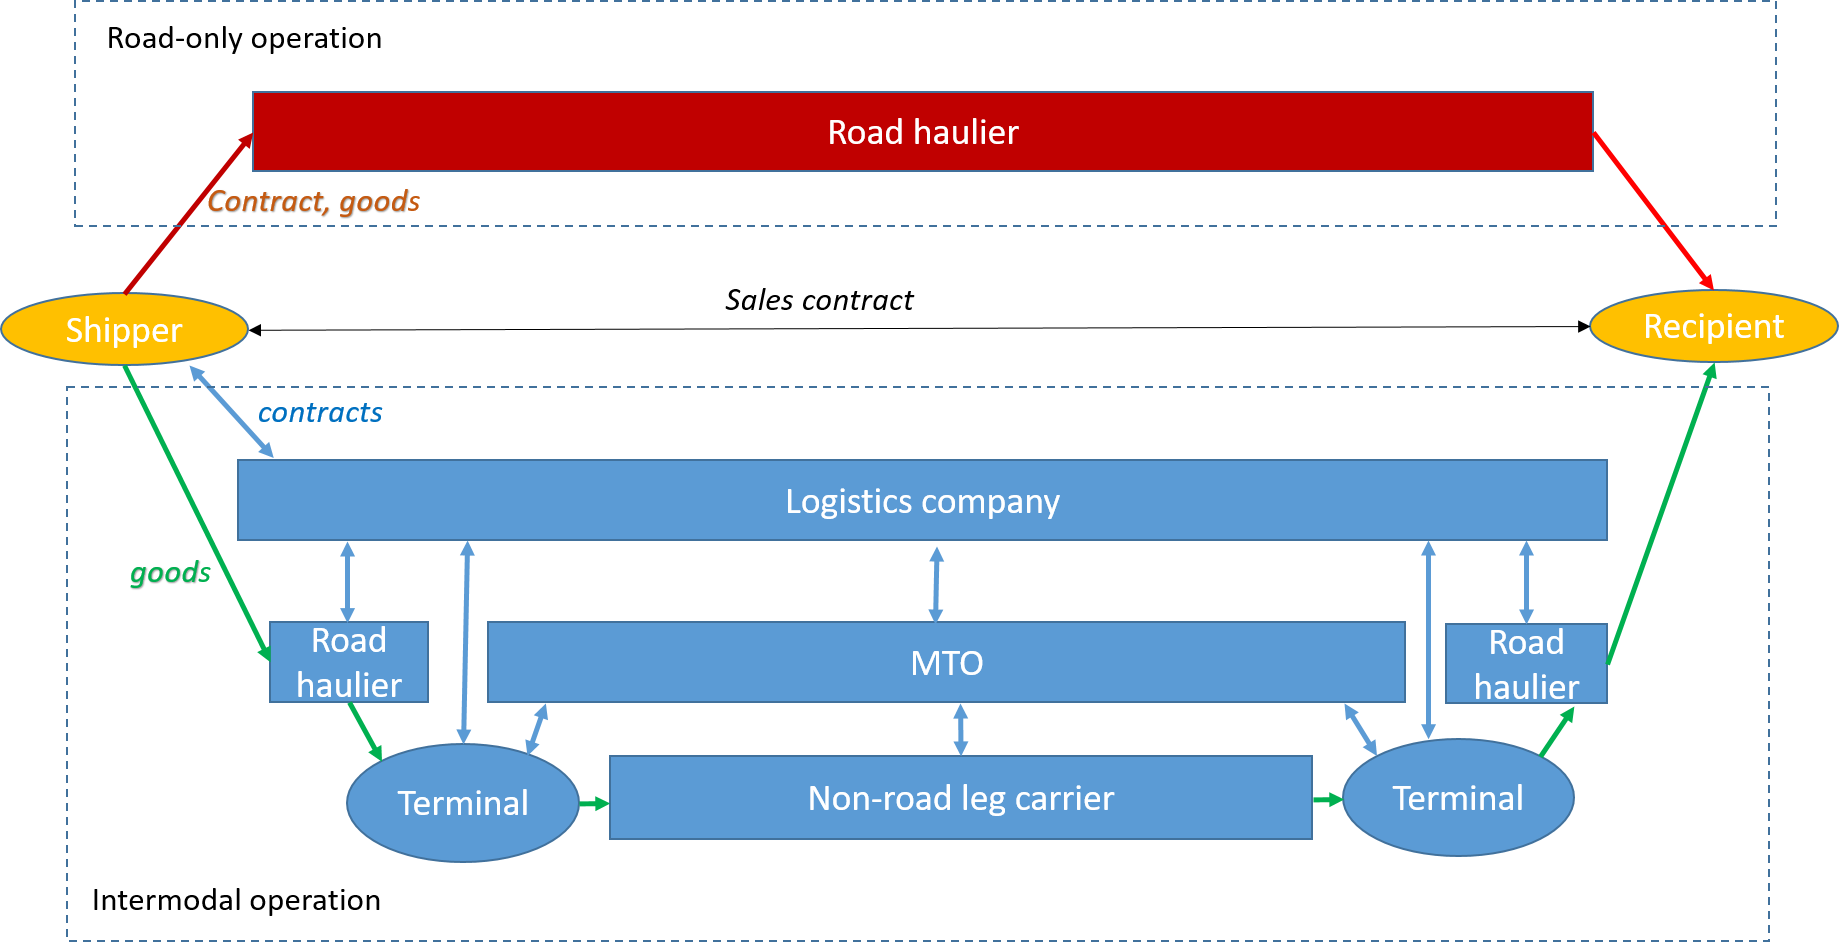 Road-only operation
Road haulier
Contract, goods
Sales contract
Shipper
Recipient
contracts
Logistics company
goods
Road
haulier
MTO
Road
haulier
Terminal
Non-road leg carrier
Terminal
Intermodal operation